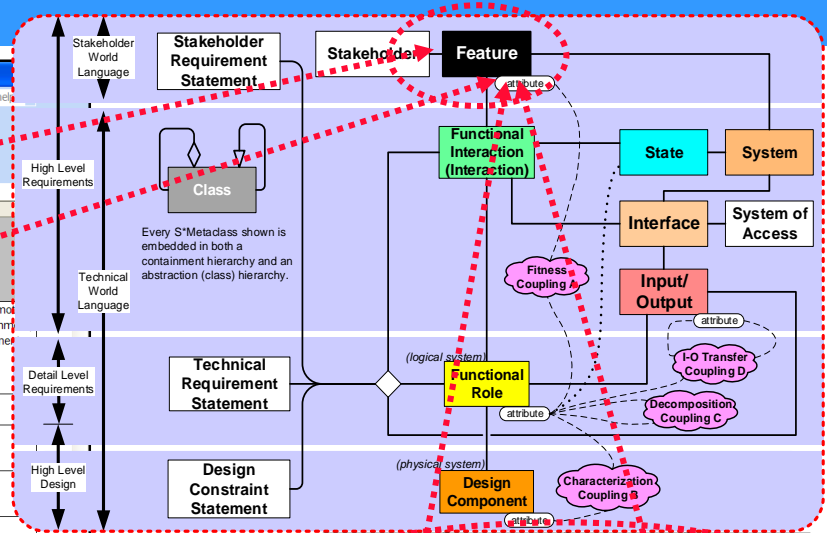 Stakeholder
World
Language
Stakeholder
Requirement
Statement
Stakeholder
Feature
attribute
High Level
Requirements
Class
Every S*Metaclass shown is
embedded in both a
containment hierarchy and an
abstraction (class) hierarchy.
Functional
Interaction
(Interaction)
State
System
Interface
System of
Access
Technical
World
Language
Fitness
Coupling A
Input/
Output
attribute
Detail Level
Requirements
Technical
Requirement
Statement
(logical system)
Functional
Role
attribute
I-O Transfer
Coupling D
Decomposition
Coupling C
High Level
Design
Design
Constraint
Statement
(physical system)
Design
Component
attribute
Characterization
Coupling B